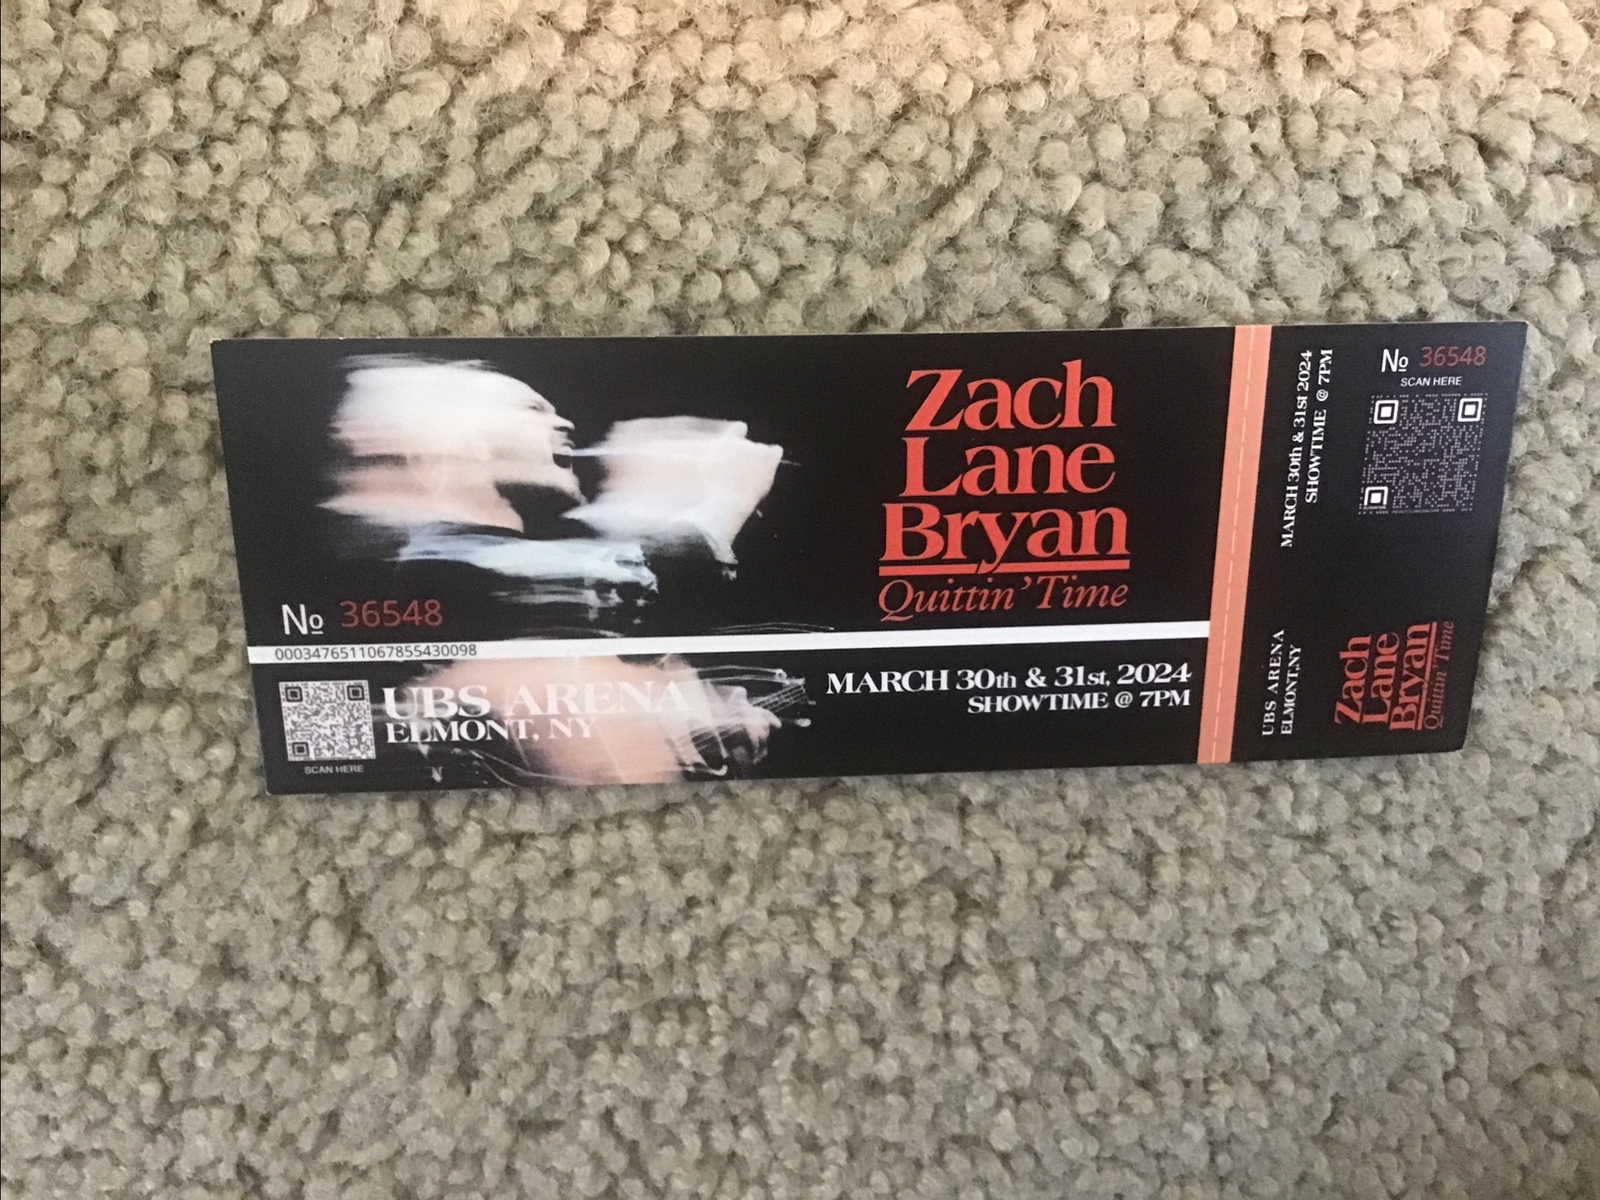 Zach
Lane
Bryan
Quittin' Time
№ 36548
0003476511067855430098
UBS ARENA
ELMONT, NY
SCAN HERE
MARCH 30th & 31st, 2024
SHOWTIME @ 7PM
MARCH 30th & 31st 2024
SHOWTIME @ 7PM
№ 36548
SCAN HERE
UBS ARENA
ELMONT,NY
Zach
Lane
Bryan
Quittin' Time